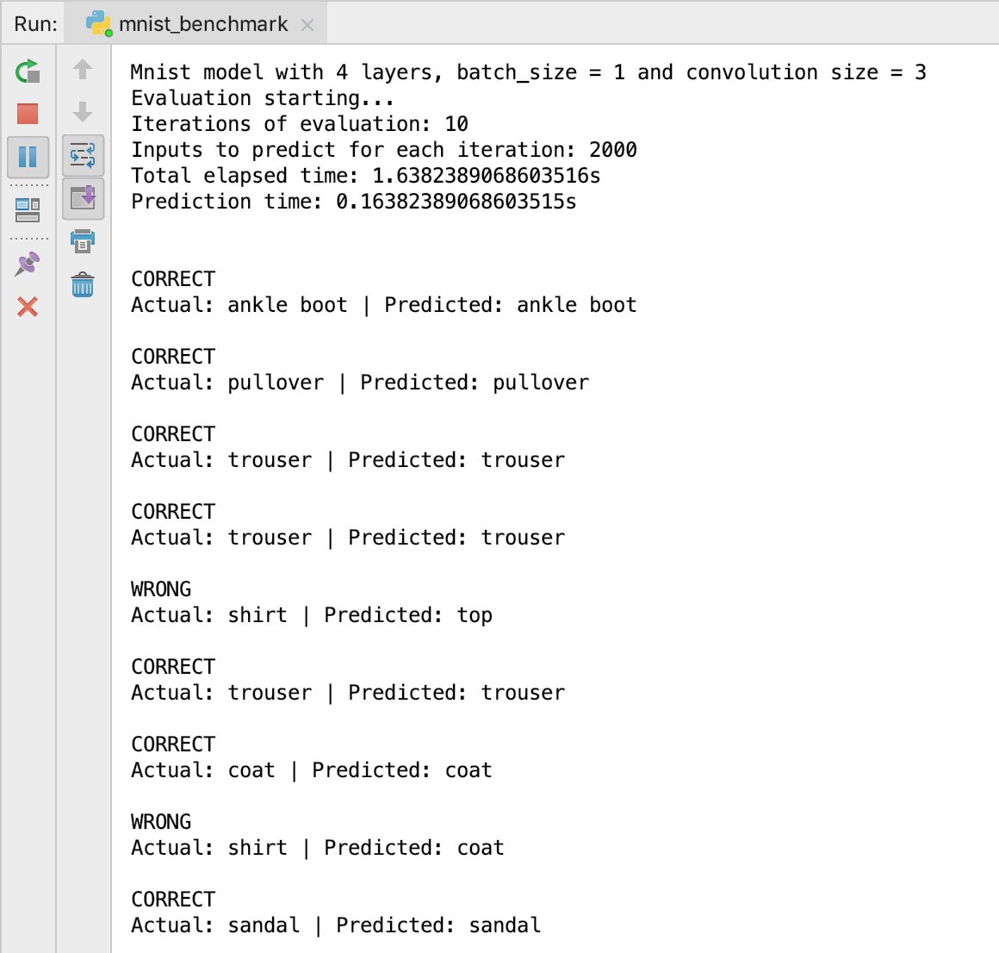 Run: mnist_benchmark
Mnist model with 4 layers, batch_size = 1 and convolution size = 3
Evaluation starting...
Iterations of evaluation: 10
Inputs to predict for each iteration: 2000
Total elapsed time: 1.6382389068603516s
Prediction time: 0.16382389068603515s
CORRECT
Actual: ankle boot | Predicted: ankle boot
CORRECT
Actual: pullover | Predicted: pullover
CORRECT
Actual: trouser | Predicted: trouser
CORRECT
Actual: trouser | Predicted: trouser
WRONG
Actual: shirt | Predicted: top
CORRECT
Actual: trouser | Predicted: trouser
CORRECT
Actual: coat | Predicted: coat
WRONG
Actual: shirt | Predicted: coat
CORRECT
Actual: sandal | Predicted: sandal